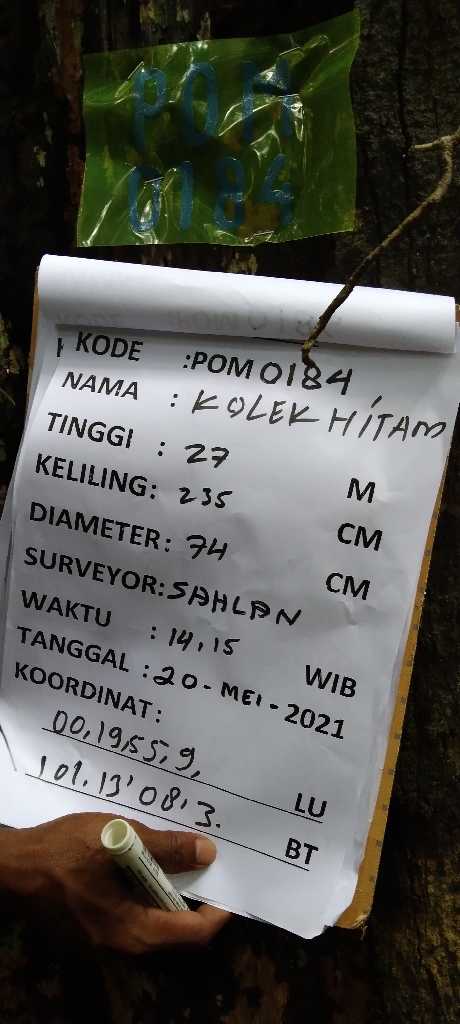 POM
0184
KODE :POM 0184,
NAMA : KOLEK HITAM
TINGGI : 27 M
KELILING: 235 CM
DIAMETER: 74 CM
SURVEYOR: SAHLAN
WAKTU : 14.15 WIB
TANGGAL : 20 - MEI - 2021
KOORDINAT:
00,19,55,9, LU
101.13'08'3. BT